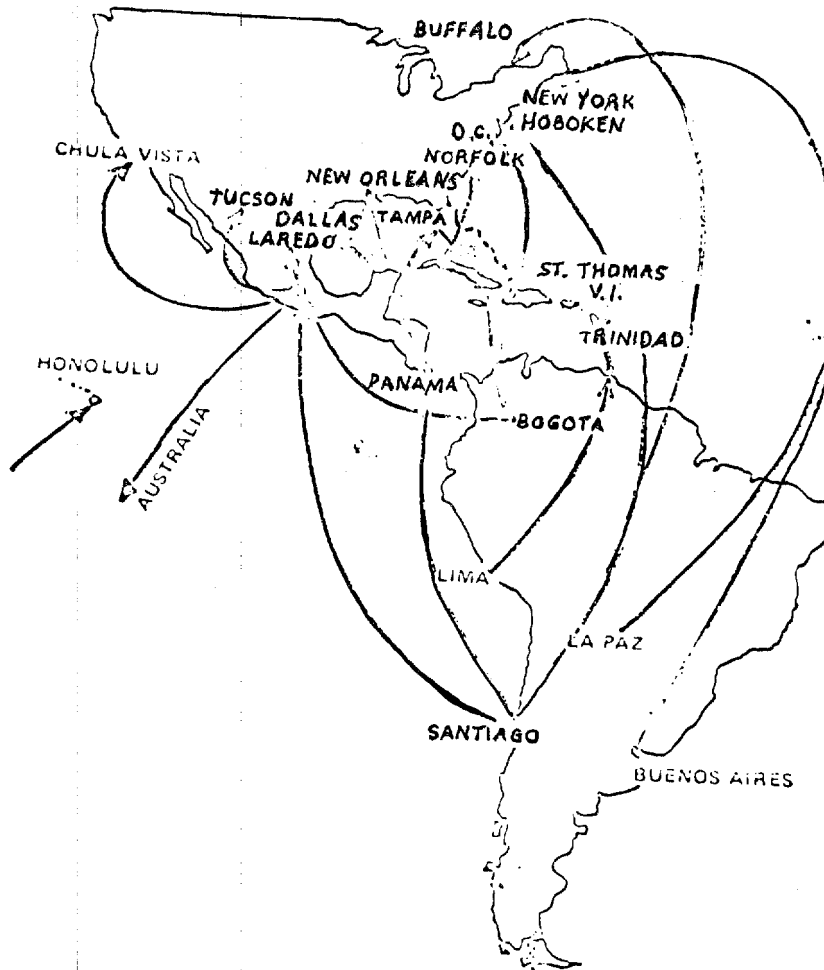 BUFFALO
NEW YORK
HOBOKEN
D.C.
NORFOLK
CHULA VISTA
NEW ORLEANS
TUCSON
DALLAS
TAMPA
LAREDO
ST. THOMAS
V.I.
TRINIDAD
HONOLULU
PANAMA
BOGOTA
AUSTRALIA
LIMA
LA PAZ
SANTIAGO
BUENOS AIRES